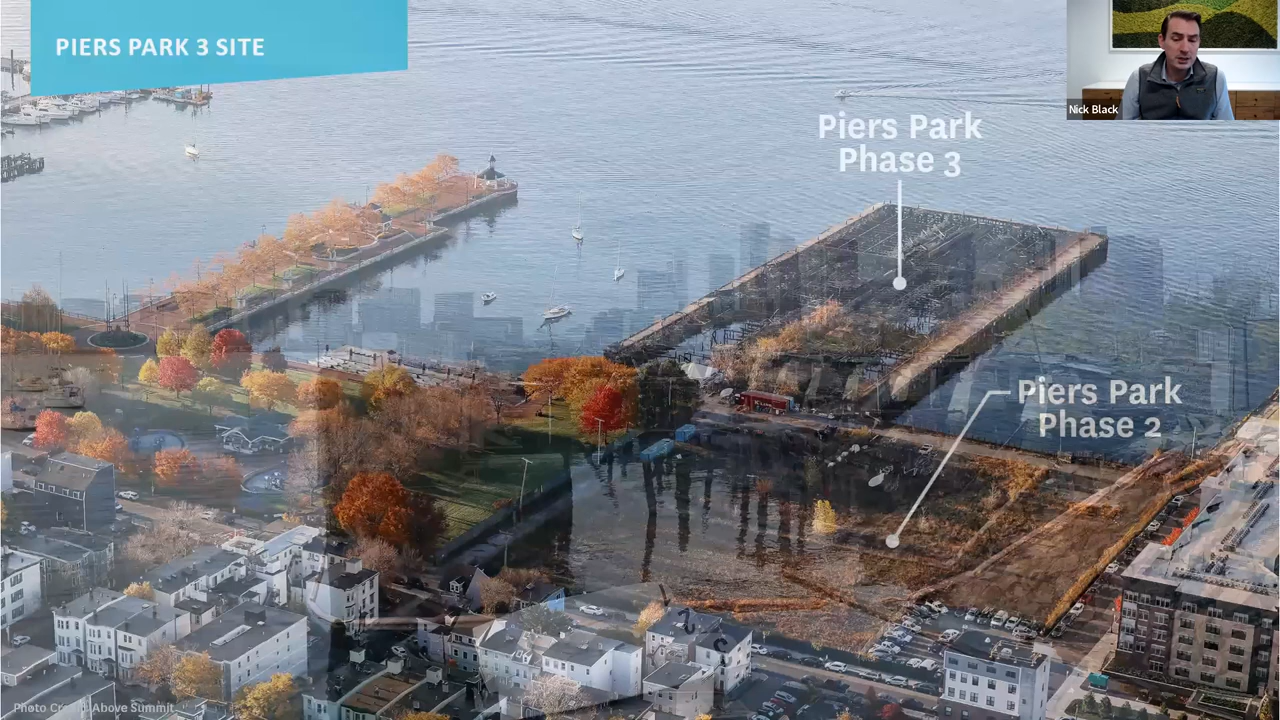 PIERS PARK 3 SITE
Nick Black
Piers Park
Phase 3
Piers Park
Phase 2
Photo Credit: Above Summit